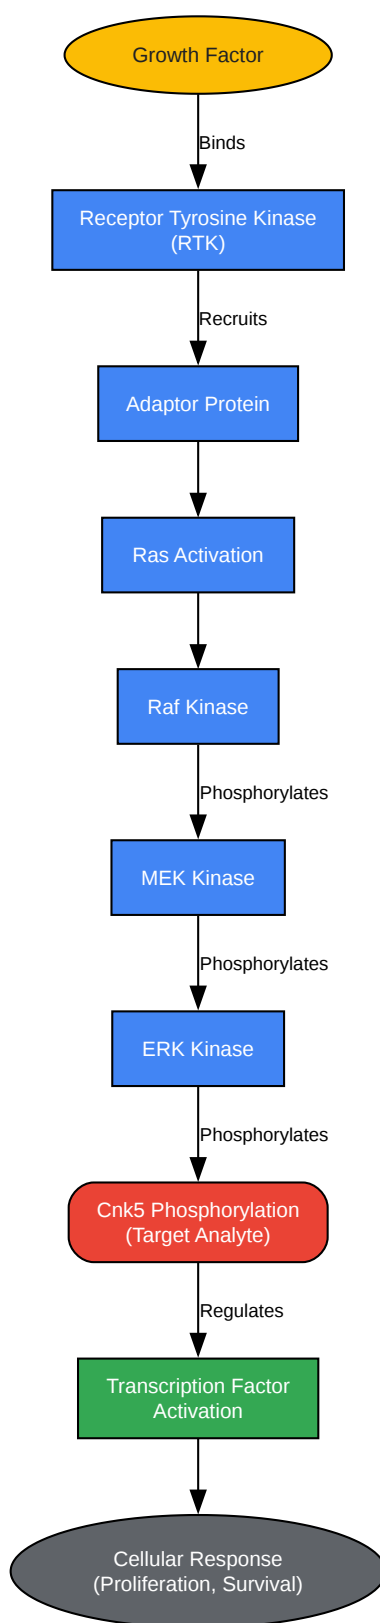 Growth Factor
Binds
Receptor Tyrosine Kinase
(RTK)
Recruits
Adaptor Protein
Ras Activation
Raf Kinase
Phosphorylates
MEK Kinase
Phosphorylates
ERK Kinase
Phosphorylates
Cnk5 Phosphorylation
(Target Analyte)
Regulates
Transcription Factor
Activation
Cellular Response
(Proliferation, Survival)